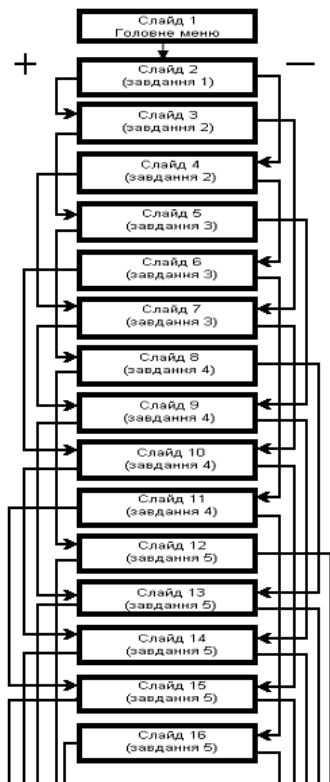 Слайд 1
Головне меню
+
—
Слайд 2
(завдання 1)
Слайд 3
(завдання 2)
Слайд 4
(завдання 2)
Слайд 5
(завдання 3)
Слайд 6
(завдання 3)
Слайд 7
(завдання 3)
Слайд 8
(завдання 4)
Слайд 9
(завдання 4)
Слайд 10
(завдання 4)
Слайд 11
(завдання 4)
Слайд 12
(завдання 5)
Слайд 13
(завдання 5)
Слайд 14
(завдання 5)
Слайд 15
(завдання 5)
Слайд 16
(завдання 5)